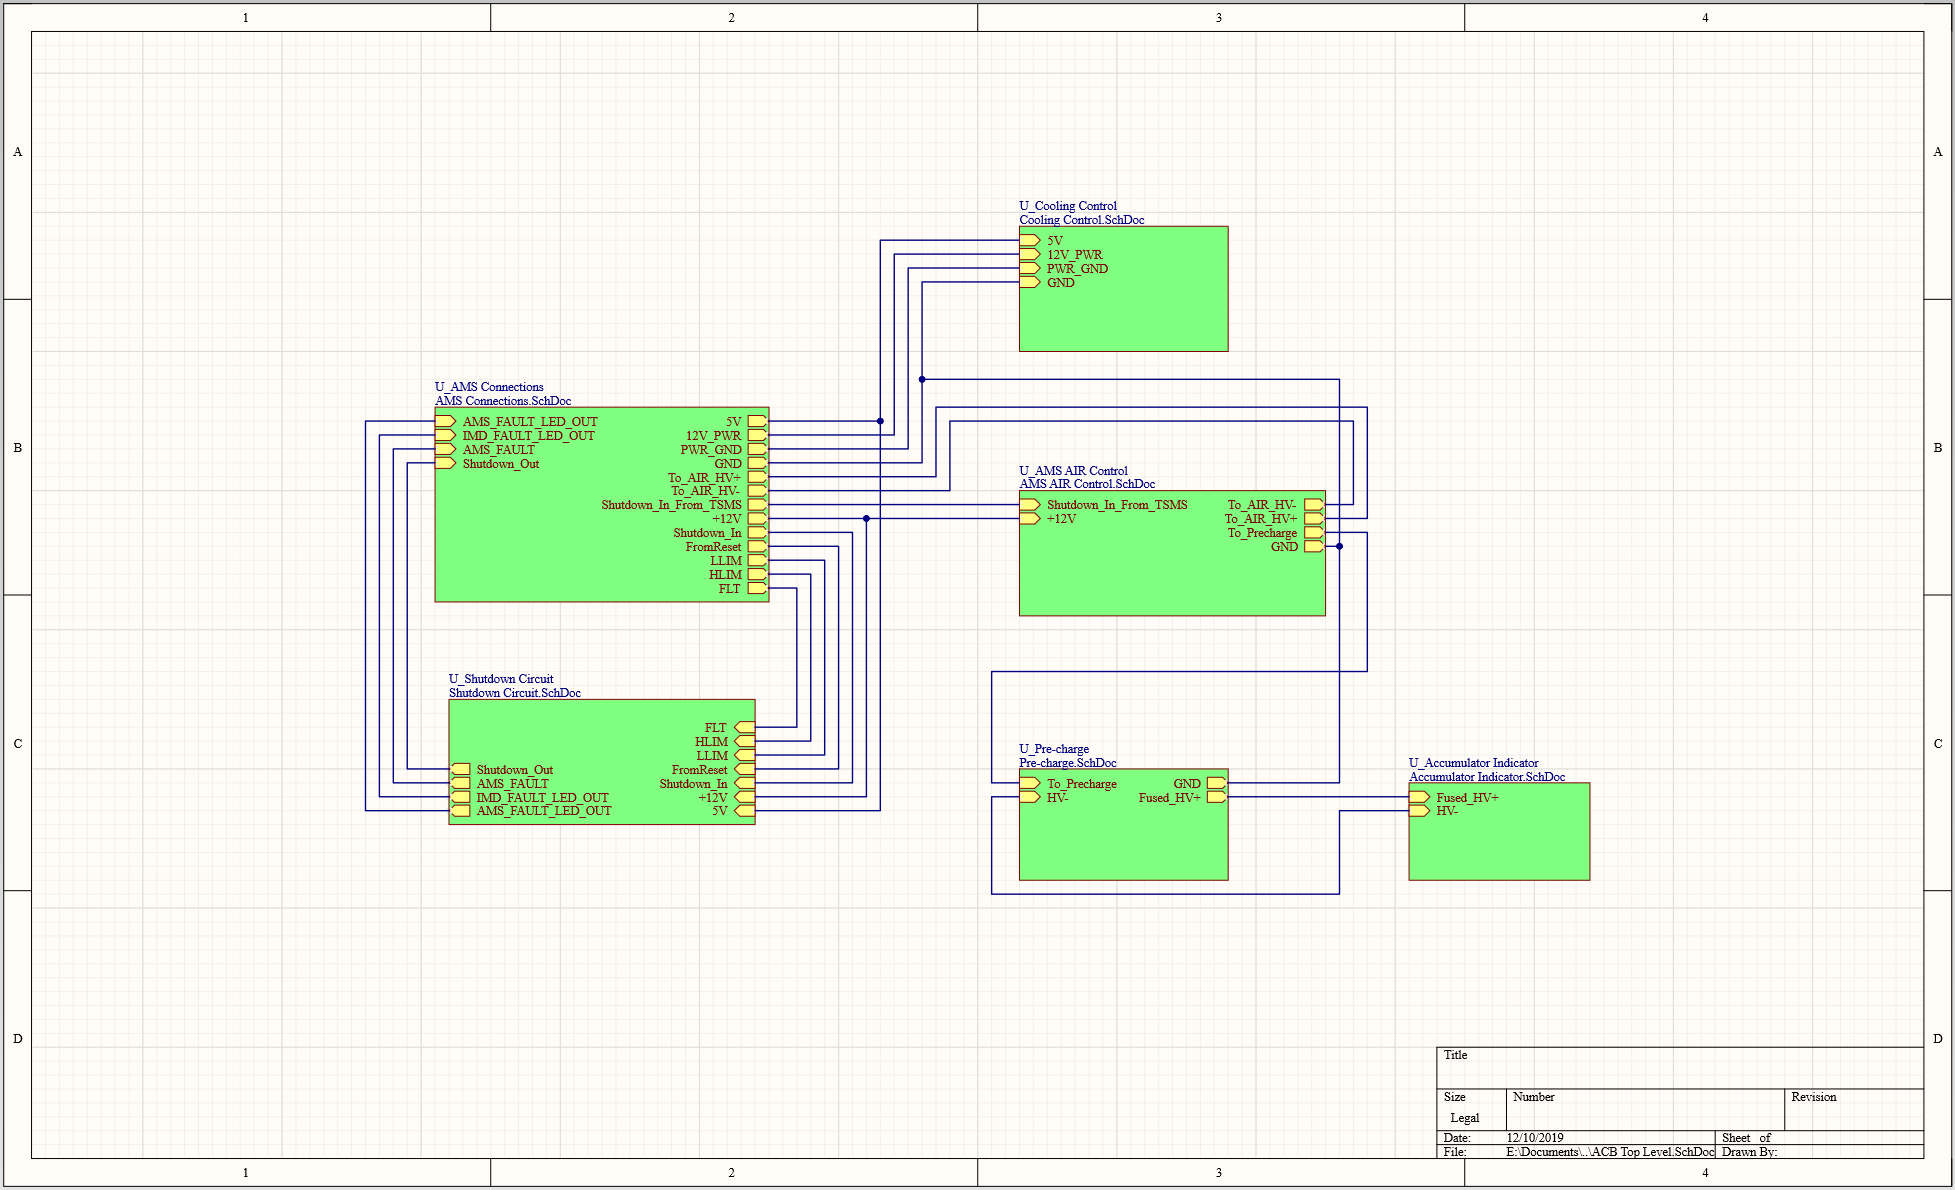 1 2 3 4
A A
U_Cooling Control
Cooling Control.SchDoc
5V
12V_PWR
PWR_GND
GND
U_AMS Connections
AMS Connections.SchDoc
AMS_FAULT_LED_OUT 5V
IMD_FAULT_LED_OUT 12V_PWR
AMS_FAULT PWR_GND
Shutdown_Out GND
To_AIR_HV+
To_AIR_HV-
Shutdown_In_From_TSMS
+12V
Shutdown_In
FromReset
LLIM
HLIM
FLT
B B
U_AMS AIR Control
AMS AIR Control.SchDoc
Shutdown_In_From_TSMS To_AIR_HV-
+12V To_AIR_HV+
To_Precharge
GND
U_Shutdown Circuit
Shutdown Circuit.SchDoc
FLT
HLIM
LLIM
Shutdown_Out FromReset
AMS_FAULT Shutdown_In
IMD_FAULT_LED_OUT +12V
AMS_FAULT_LED_OUT 5V
C C
U_Pre-charge
Pre-charge.SchDoc
To_Precharge GND
HV- Fused_HV+
U_Accumulator Indicator
Accumulator Indicator.SchDoc
Fused_HV+
HV-
D D
Title
Size Number Revision
Legal
Date: 12/10/2019 Sheet of
File: E:\Documents\..\ACB Top Level.SchDoc Drawn By:
1 2 3 4